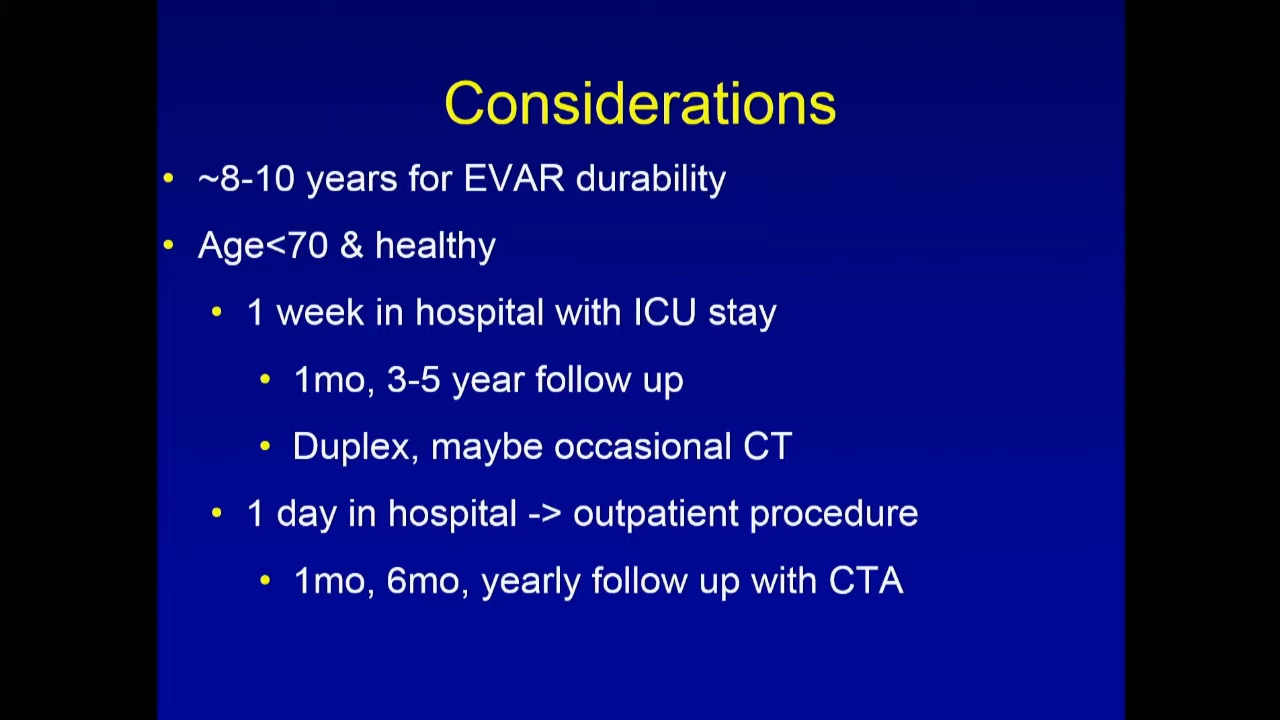 Considerations
• ~8-10 years for EVAR durability
• Age<70 & healthy
• 1 week in hospital with ICU stay
• 1mo, 3-5 year follow up
• Duplex, maybe occasional CT
• 1 day in hospital -> outpatient procedure
• 1mo, 6mo, yearly follow up with CTA